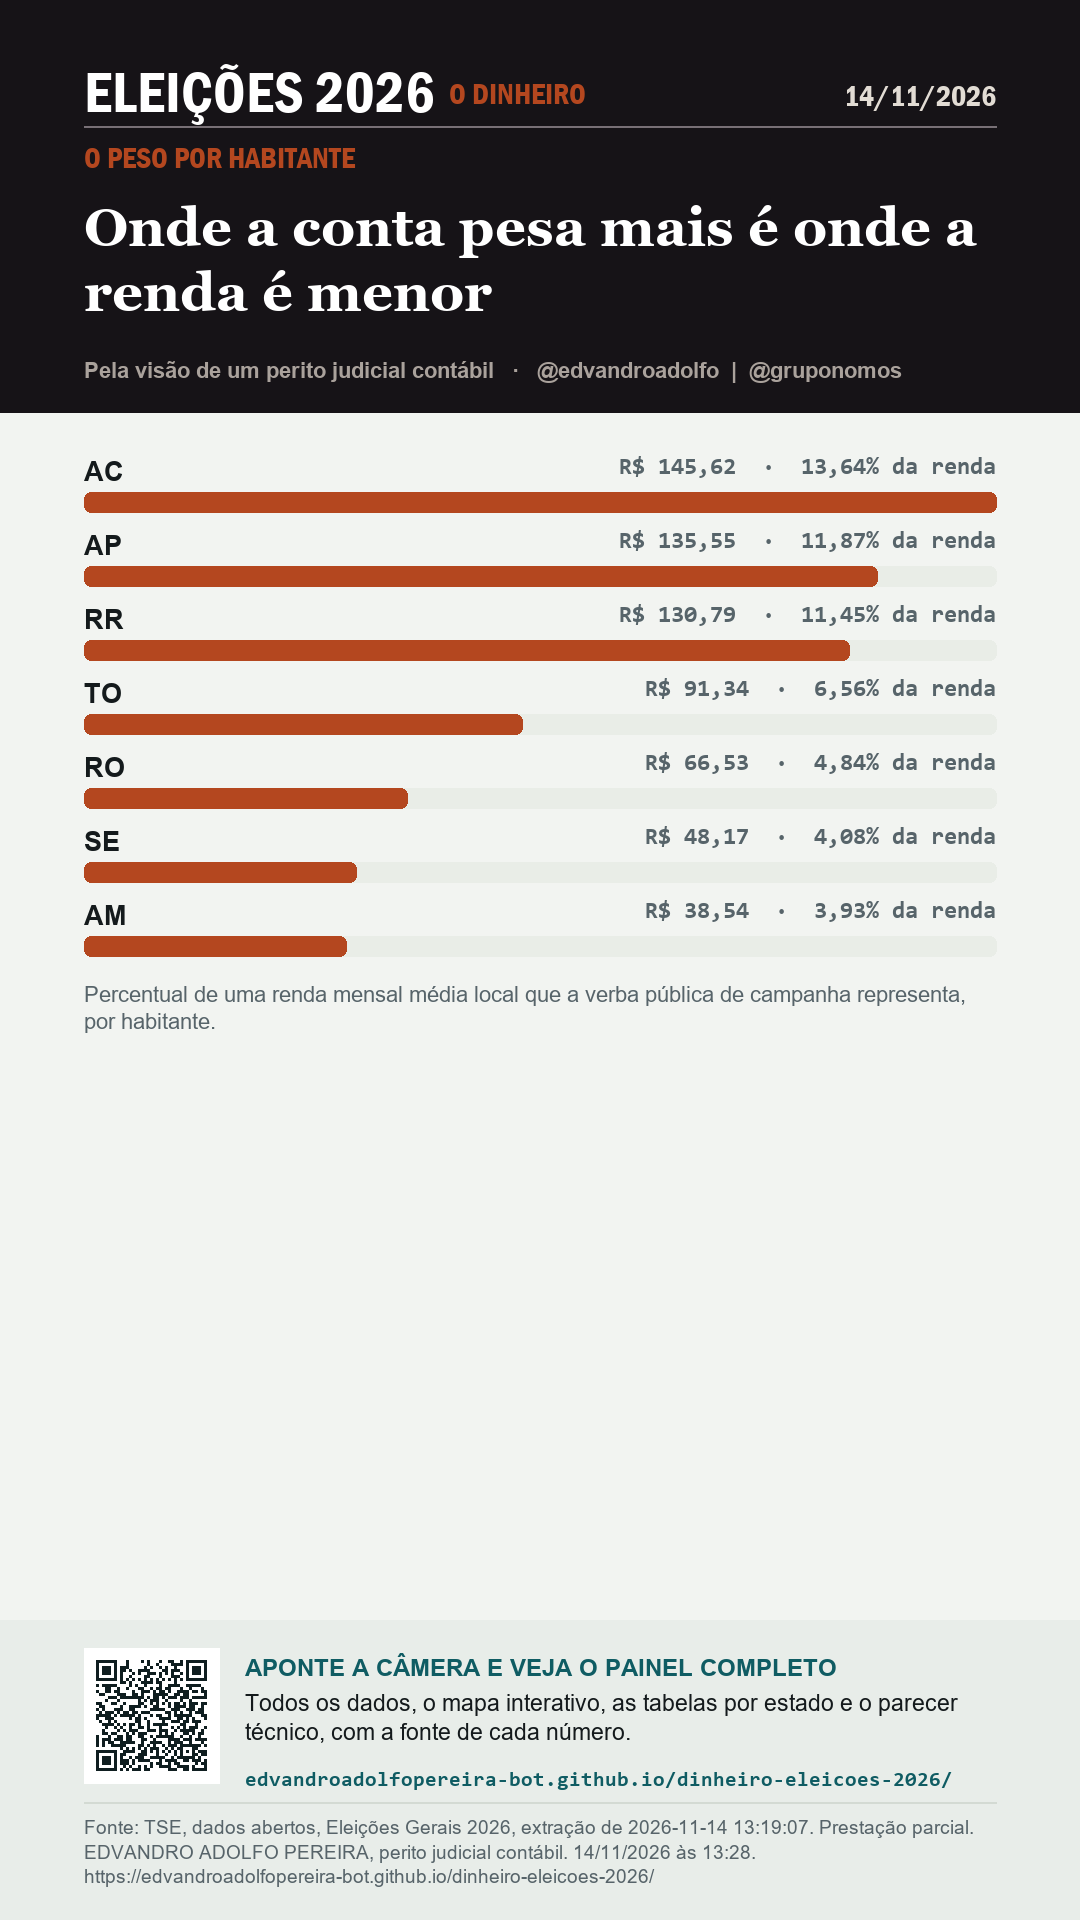 ELEIÇÕES 2026 O DINHEIRO 14/11/2026
O PESO POR HABITANTE
Onde a conta pesa mais é onde a
renda é menor
Pela visão de um perito judicial contábil · @edvandroadolfo | @gruponomos
AC R$ 145,62 · 13,64% da renda
AP R$ 135,55 · 11,87% da renda
RR R$ 130,79 · 11,45% da renda
TO R$ 91,34 · 6,56% da renda
RO R$ 66,53 · 4,84% da renda
SE R$ 48,17 · 4,08% da renda
AM R$ 38,54 · 3,93% da renda
Percentual de uma renda mensal média local que a verba pública de campanha representa,
por habitante.
APONTE A CÂMERA E VEJA O PAINEL COMPLETO
Todos os dados, o mapa interativo, as tabelas por estado e o parecer
técnico, com a fonte de cada número.
edvandroadolfopereira-bot.github.io/dinheiro-eleicoes-2026/
Fonte: TSE, dados abertos, Eleições Gerais 2026, extração de 2026-11-14 13:19:07. Prestação parcial.
EDVANDRO ADOLFO PEREIRA, perito judicial contábil. 14/11/2026 às 13:28.
https://edvandroadolfopereira-bot.github.io/dinheiro-eleicoes-2026/